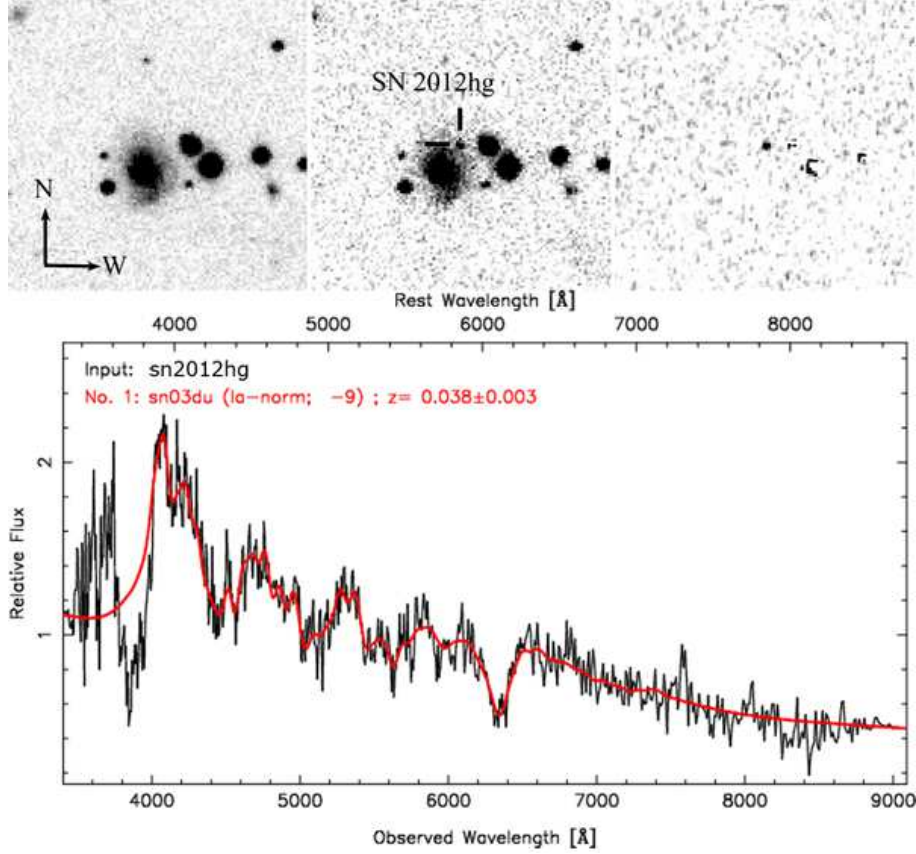 SN 2012hg
N
W
Rest Wavelength [Å]
4000 5000 6000 7000 8000
Input: sn2012hg
No. 1: sn03du (Ia-norm; -9) ; z= 0.038±0.003
2
1
Relative Flux
4000 5000 6000 7000 8000 9000
Observed Wavelength [Å]